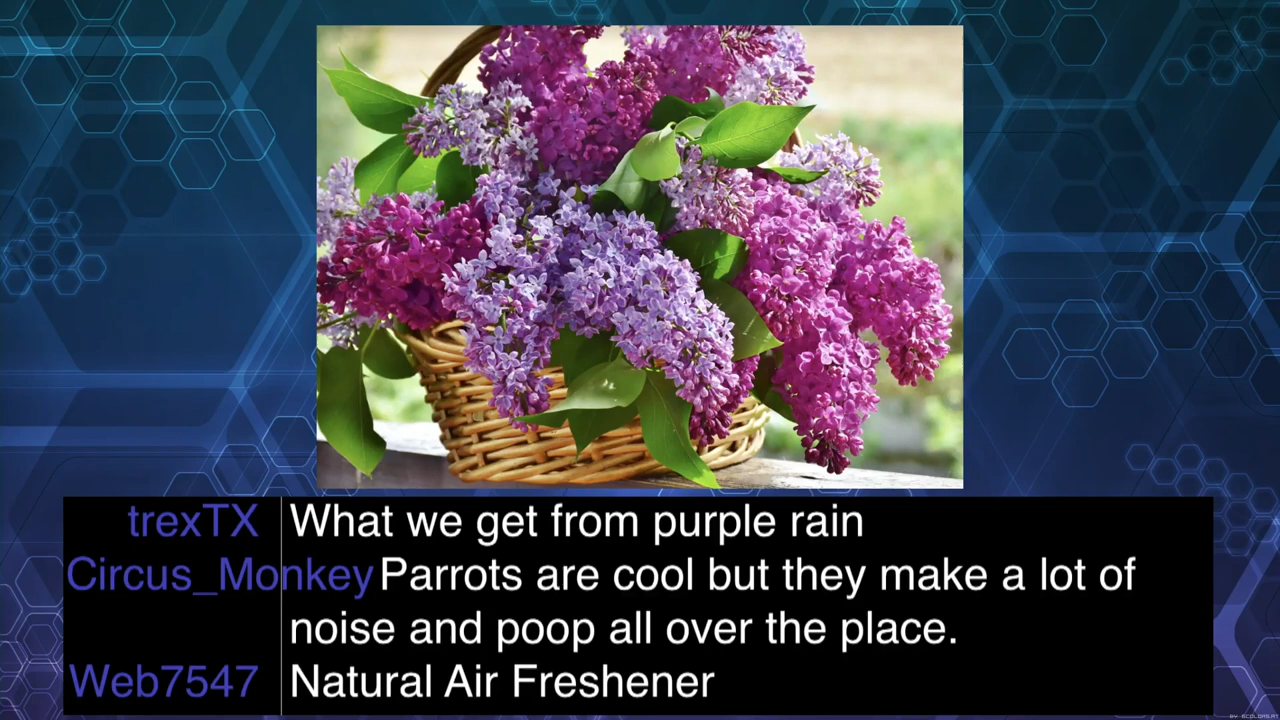 trexTX What we get from purple rain
Circus_Monkey Parrots are cool but they make a lot of
noise and poop all over the place.
Web7547 Natural Air Freshener